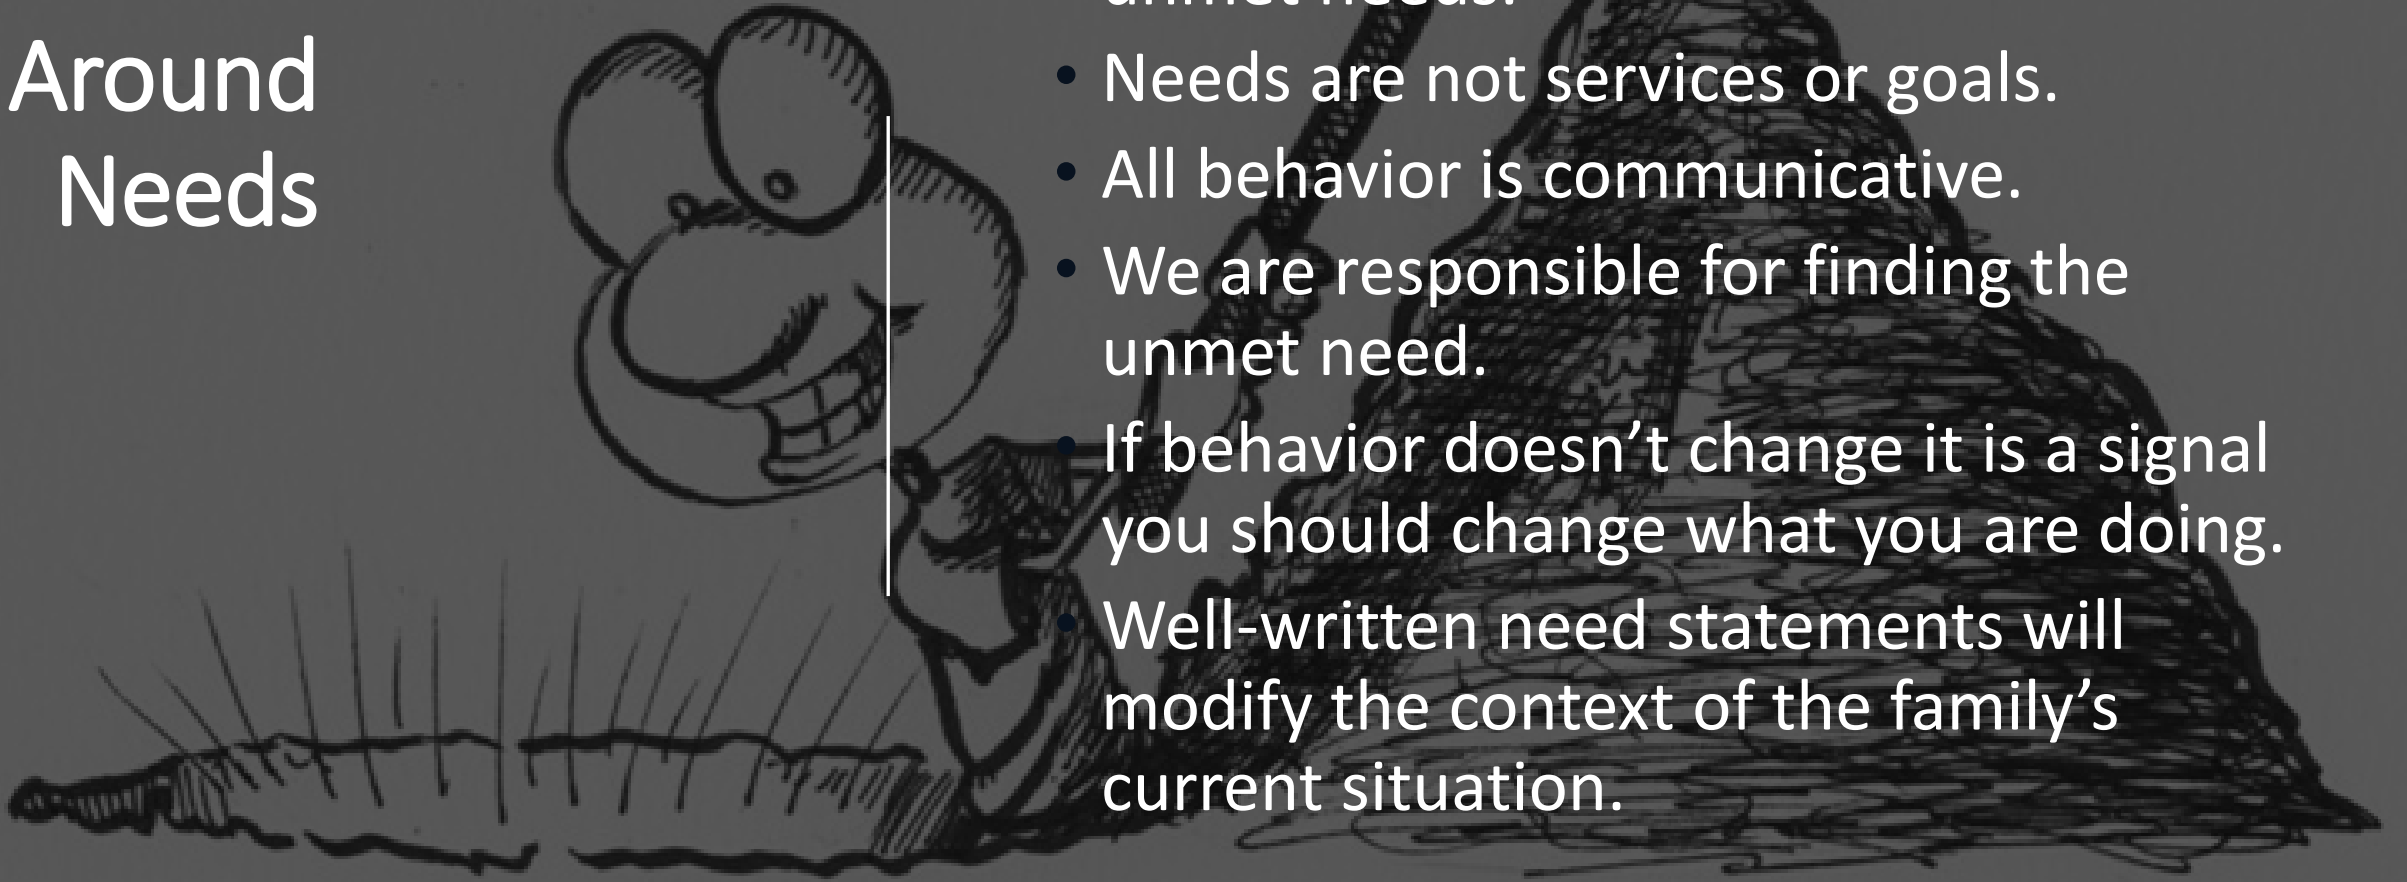 Around
Needs
unmet needs.
• Needs are not services or goals.
• All behavior is communicative.
• We are responsible for finding the
unmet need.
• If behavior doesn’t change it is a signal
you should change what you are doing.
• Well-written need statements will
modify the context of the family’s
current situation.